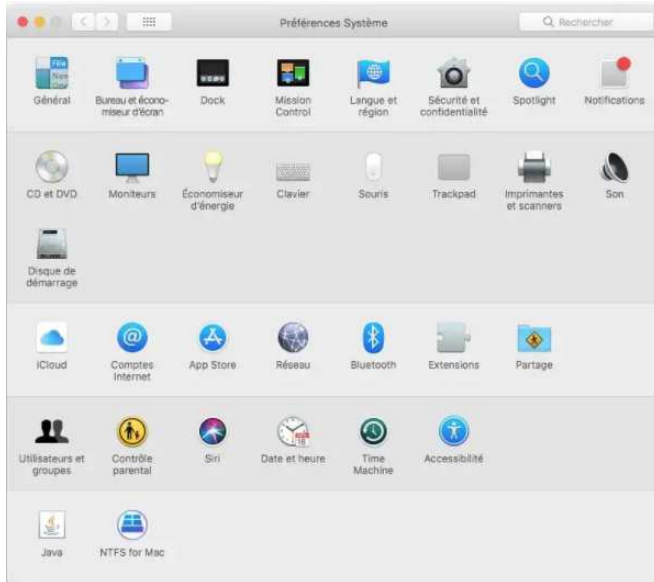 Préférences Système
Rechercher
Général
Bureau et écono-
miseur d'écran
Dock
Mission
Control
Langue et
région
Sécurité et
confidentialité
Spotlight
Notifications
CD et DVD
Moniteurs
Économiseur
d'énergie
Clavier
Souris
Trackpad
Imprimantes
et scanners
Son
Disque de
démarrage
iCloud
Comptes
Internet
App Store
Réseau
Bluetooth
Extensions
Partage
Utilisateurs et
groupes
Contrôle
parental
Siri
Date et heure
Time
Machine
Accessibilité
Java
NTFS for Mac